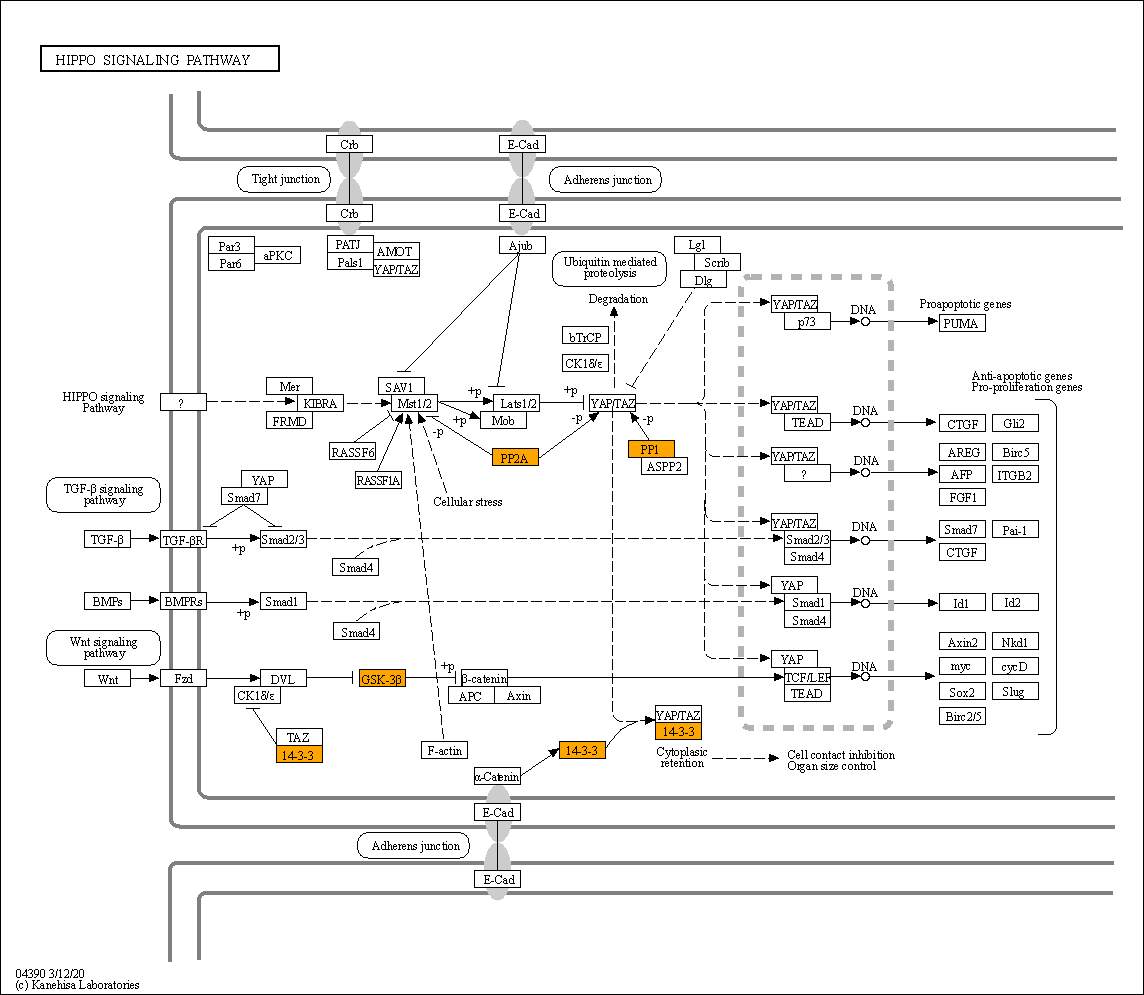 HIPPO SIGNALING PATHWAY
Crb
E-Cad
Tight junction
Adherens junction
Crb
E-Cad
Par3
Par6
aPKC
PATJ
Pals1
AMOT
YAP/TAZ
Ajub
Ubiquitin mediated
proteolysis
Lgl
Scrib
Dlg
Degradation
bTrCP
CK1δ/ε
YAP/TAZ
p73
DNA
Proapoptotic genes
PUMA
HIPPO signaling
Pathway
?
Mer
KIBRA
FRMD
SAV1
Mst1/2
+p
+p
-p
Lats1/2
Mob
+p
-p
YAP/TAZ
-p
RASSF6
RASSF1A
PP2A
PP1
ASPP2
Cellular stress
Anti-apoptotic genes
Pro-proliferation genes
YAP/TAZ
TEAD
DNA
CTGF
Gli2
YAP/TAZ
?
DNA
AREG
Birc5
AFP
ITGB2
FGF1
TGF-β signaling
pathway
YAP
Smad7
TGF-β
TGF-βR
+p
Smad2/3
Smad4
YAP/TAZ
Smad2/3
Smad4
DNA
Smad7
Pai-1
CTGF
BMPs
BMPRs
+p
Smad1
Smad4
YAP
Smad1
Smad4
DNA
Id1
Id2
Wnt signaling
pathway
Wnt
Fzd
DVL
CK1δ/ε
GSK-3β
+p
β-catenin
APC
Axin
YAP
TCF/LEF
TEAD
DNA
Axin2
Nkd1
myc
cycD
Sox2
Slug
Birc2/5
TAZ
14-3-3
F-actin
14-3-3
YAP/TAZ
14-3-3
Cytoplasic
retention
Cell contact inhibition
Organ size control
α-Catenin
E-Cad
Adherens junction
E-Cad
04390 3/12/20
(c) Kanehisa Laboratories